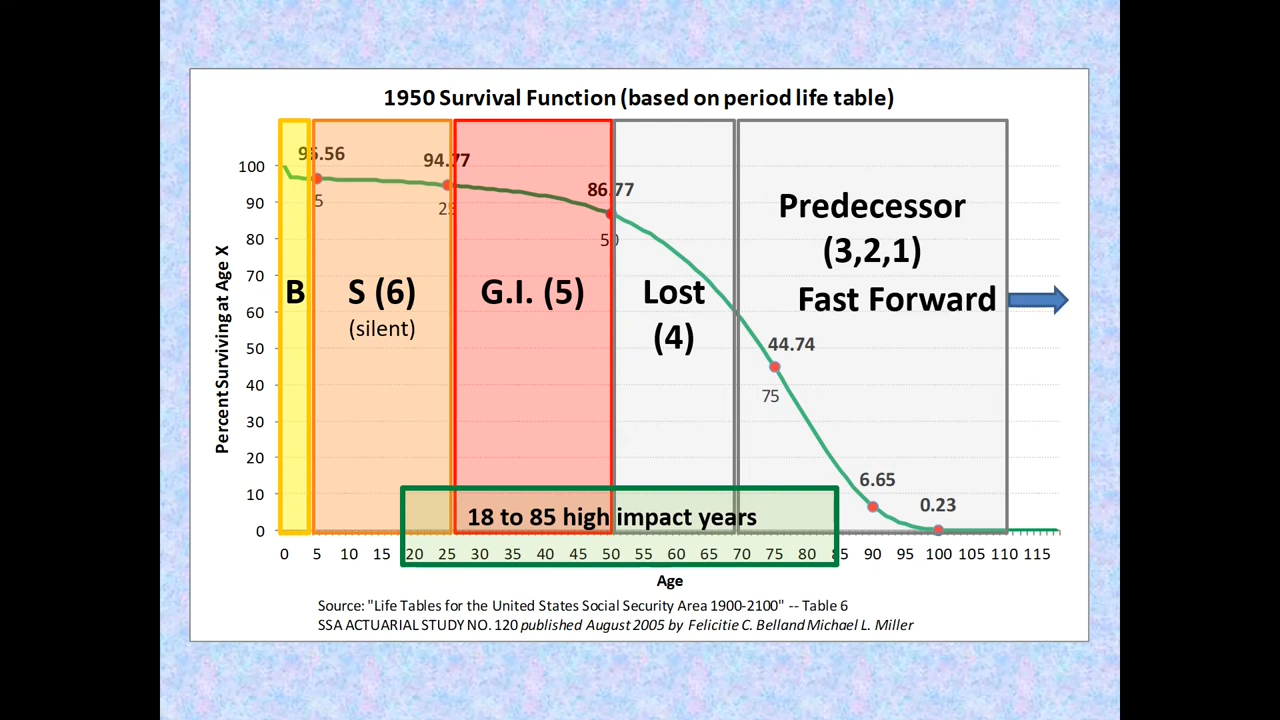 1950 Survival Function (based on period life table)
Percent Surviving at Age X
100
90
80
70
60
50
40
30
20
10
0
94.77
86.77
44.74
6.65
0.23
5
25
50
75
B
S (6)
(silent)
G.I. (5)
Lost
(4)
Predecessor
(3,2,1)
Fast Forward
18 to 85 high impact years
0 5 10 15 20 25 30 35 40 45 50 55 60 65 70 75 80 85 90 95 100 105 110 115
Age
Source: "Life Tables for the United States Social Security Area 1900-2100" -- Table 6
SSA ACTUARIAL STUDY NO. 120 published August 2005 by Felicitie C. Belland Michael L. Miller